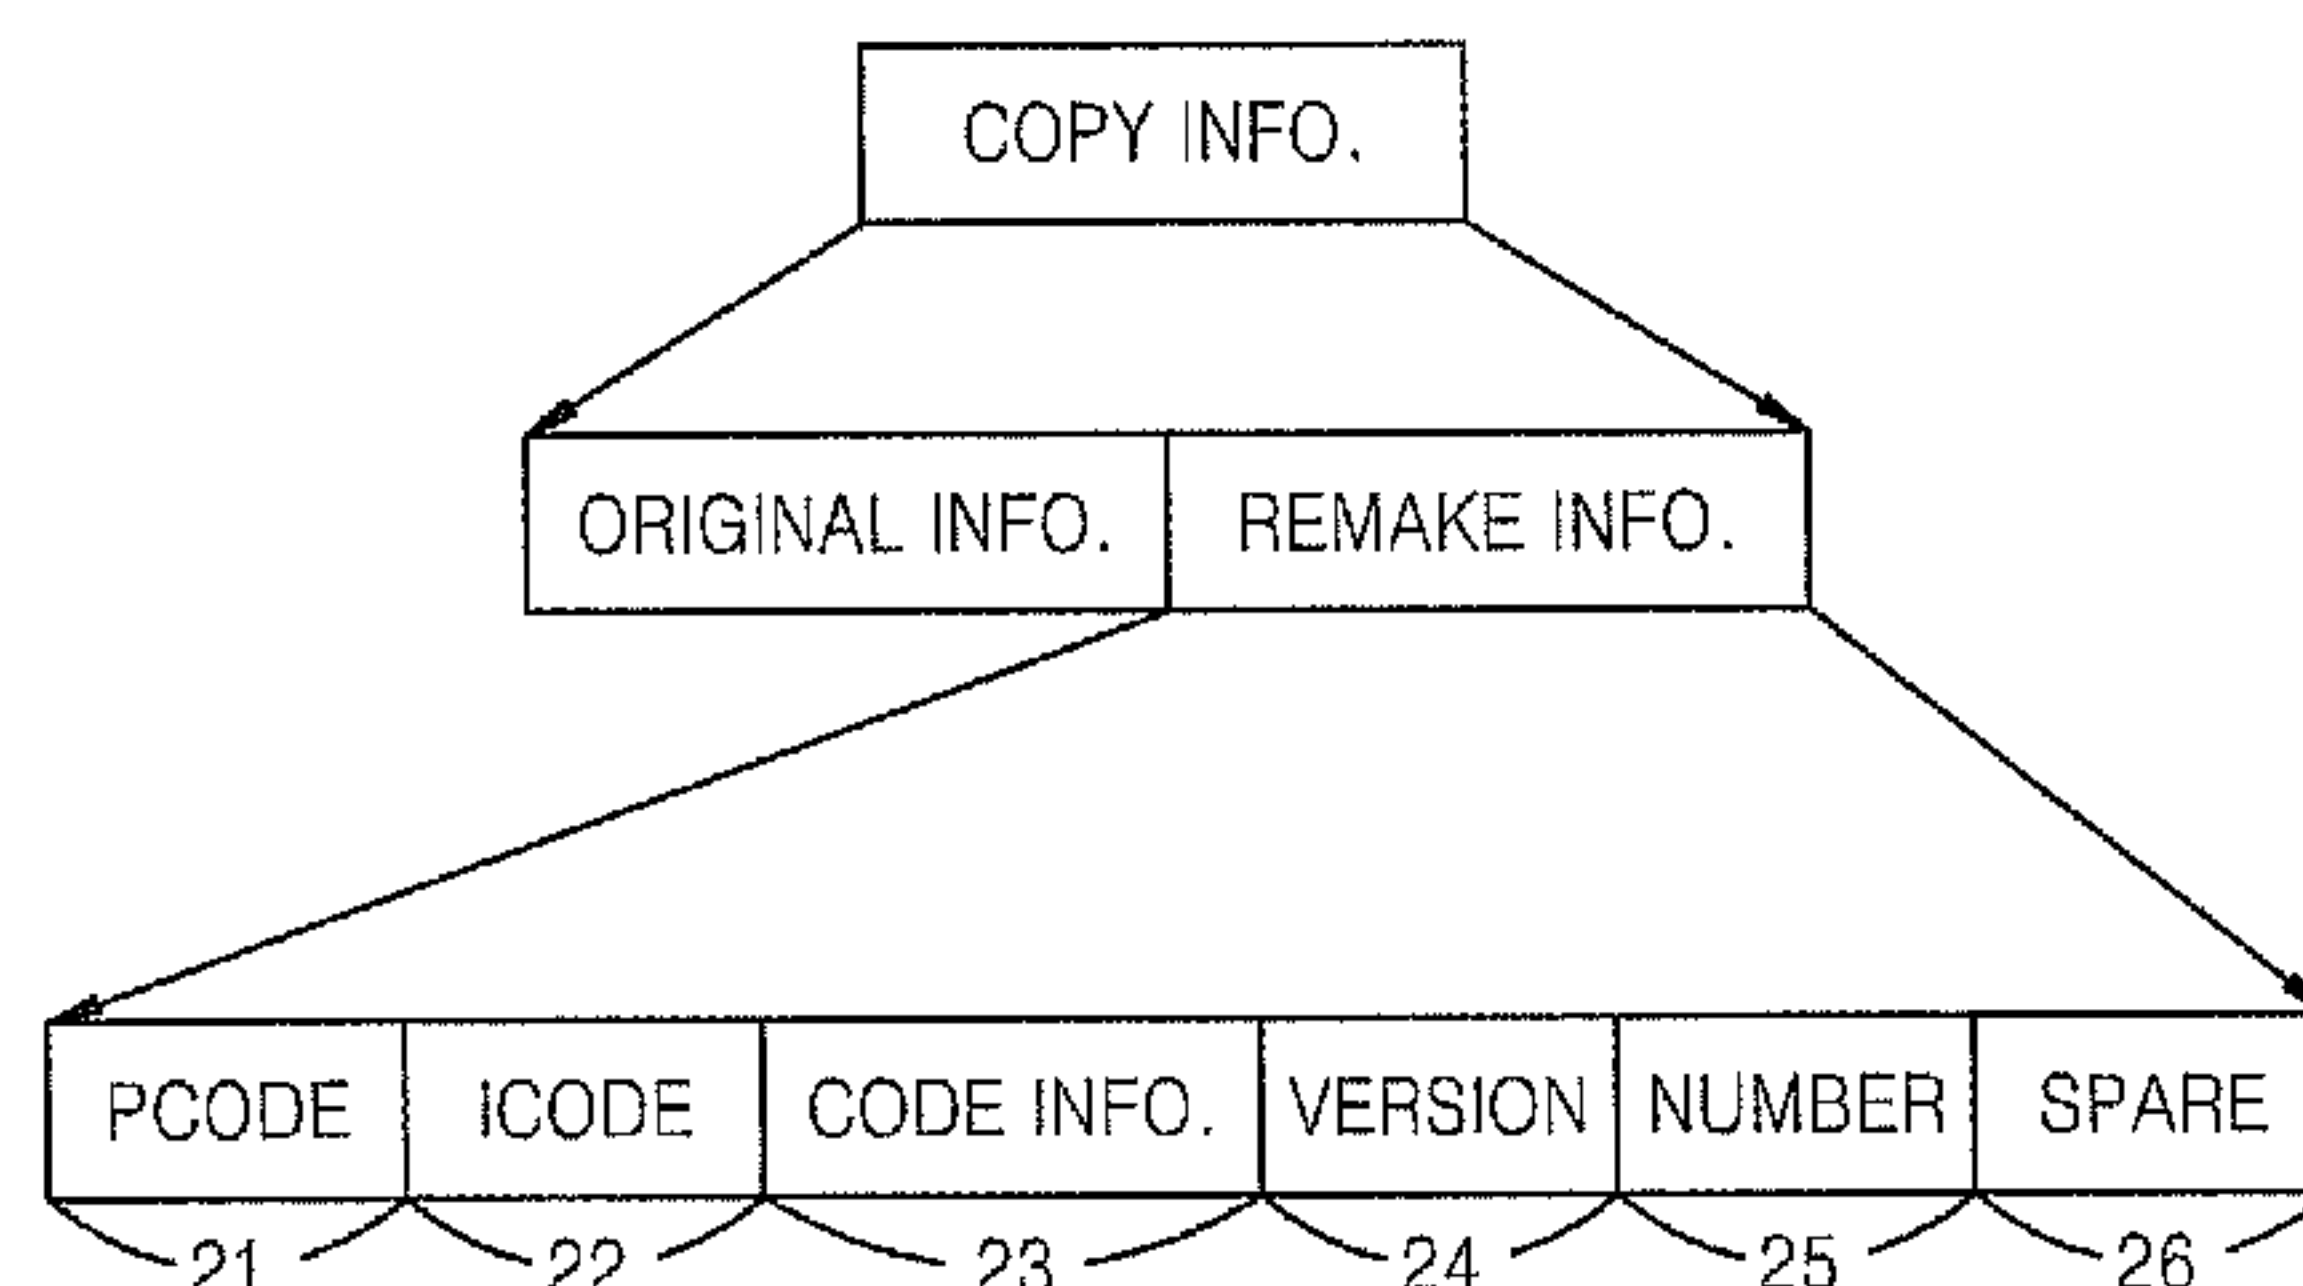 COPY INFO.
ORIGINAL INFO. REMAKE INFO.
PCODE ICODE CODE INFO. VERSION NUMBER SPARE
21 22 23 24 25 26